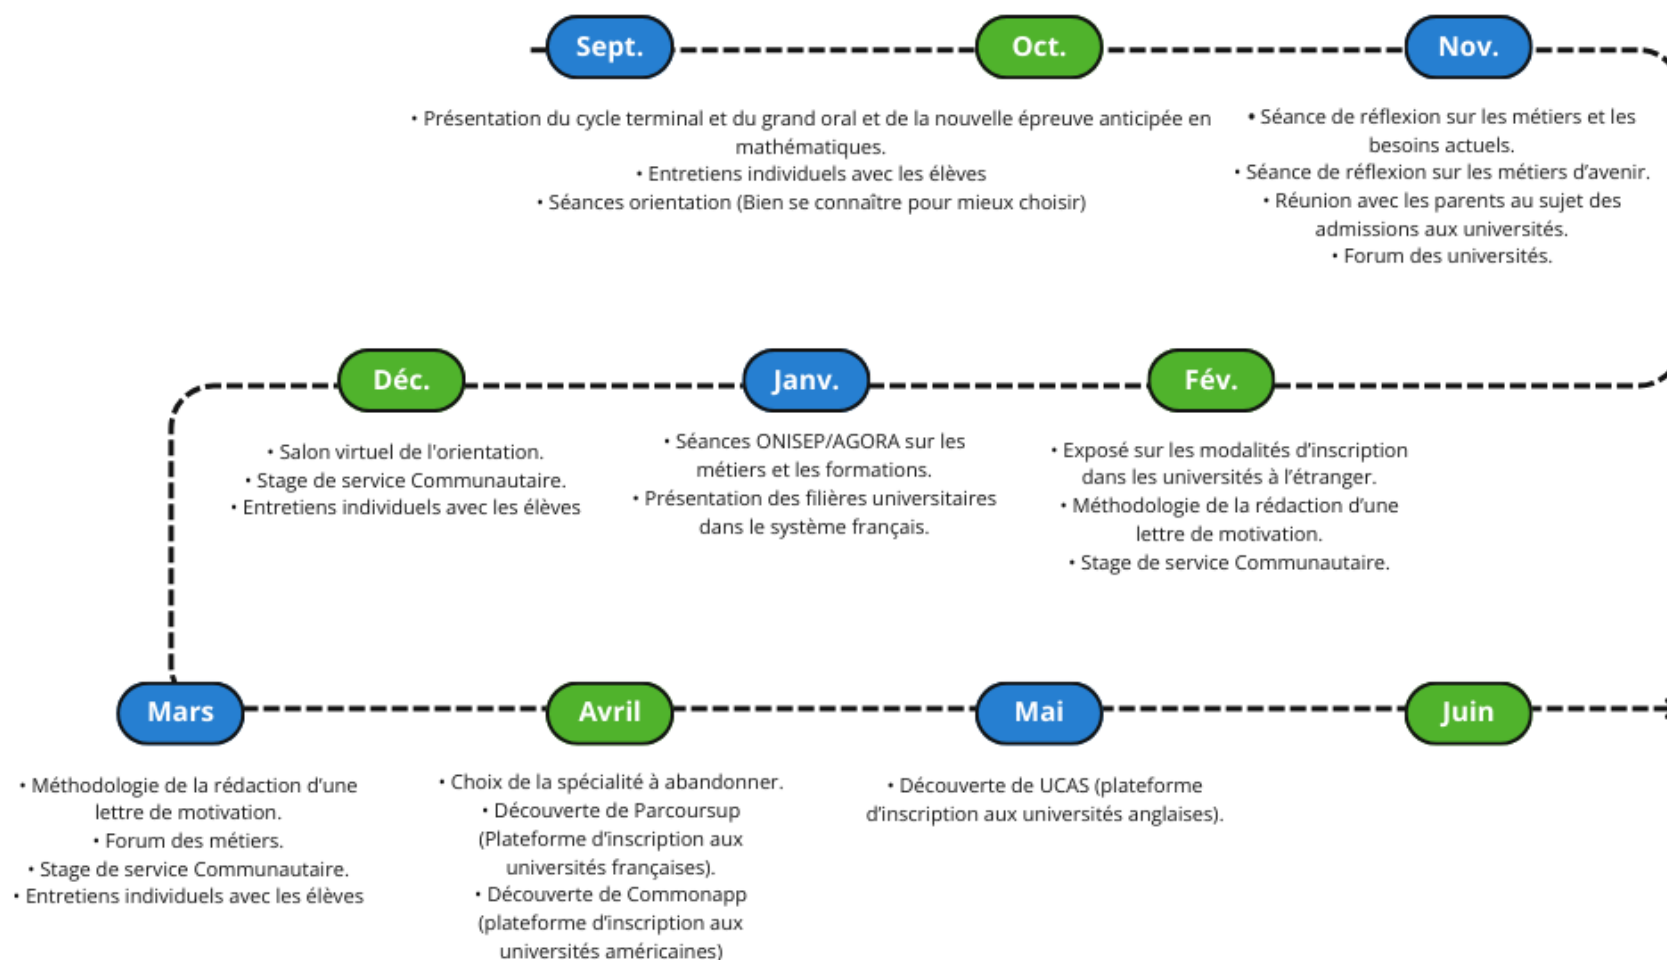 Sept.
Oct.
Nov.
• Présentation du cycle terminal et du grand oral et de la nouvelle épreuve anticipée en
mathématiques.
• Entretiens individuels avec les élèves
• Séances orientation (Bien se connaître pour mieux choisir)
• Séance de réflexion sur les métiers et les
besoins actuels.
• Séance de réflexion sur les métiers d’avenir.
• Réunion avec les parents au sujet des
admissions aux universités.
• Forum des universités.
Déc.
Janv.
Fév.
• Salon virtuel de l'orientation.
• Stage de service Communautaire.
• Entretiens individuels avec les élèves
• Séances ONISEP/AGORA sur les
métiers et les formations.
• Présentation des filières universitaires
dans le système français.
• Exposé sur les modalités d’inscription
dans les universités à l’étranger.
• Méthodologie de la rédaction d’une
lettre de motivation.
• Stage de service Communautaire.
Mars
Avril
Mai
Juin
• Méthodologie de la rédaction d’une
lettre de motivation.
• Forum des métiers.
• Stage de service Communautaire.
• Entretiens individuels avec les élèves
• Choix de la spécialité à abandonner.
• Découverte de Parcoursup
(Plateforme d’inscription aux
universités françaises).
• Découverte de Commonapp
(plateforme d’inscription aux
universités américaines)
• Découverte de UCAS (plateforme
d’inscription aux universités anglaises).